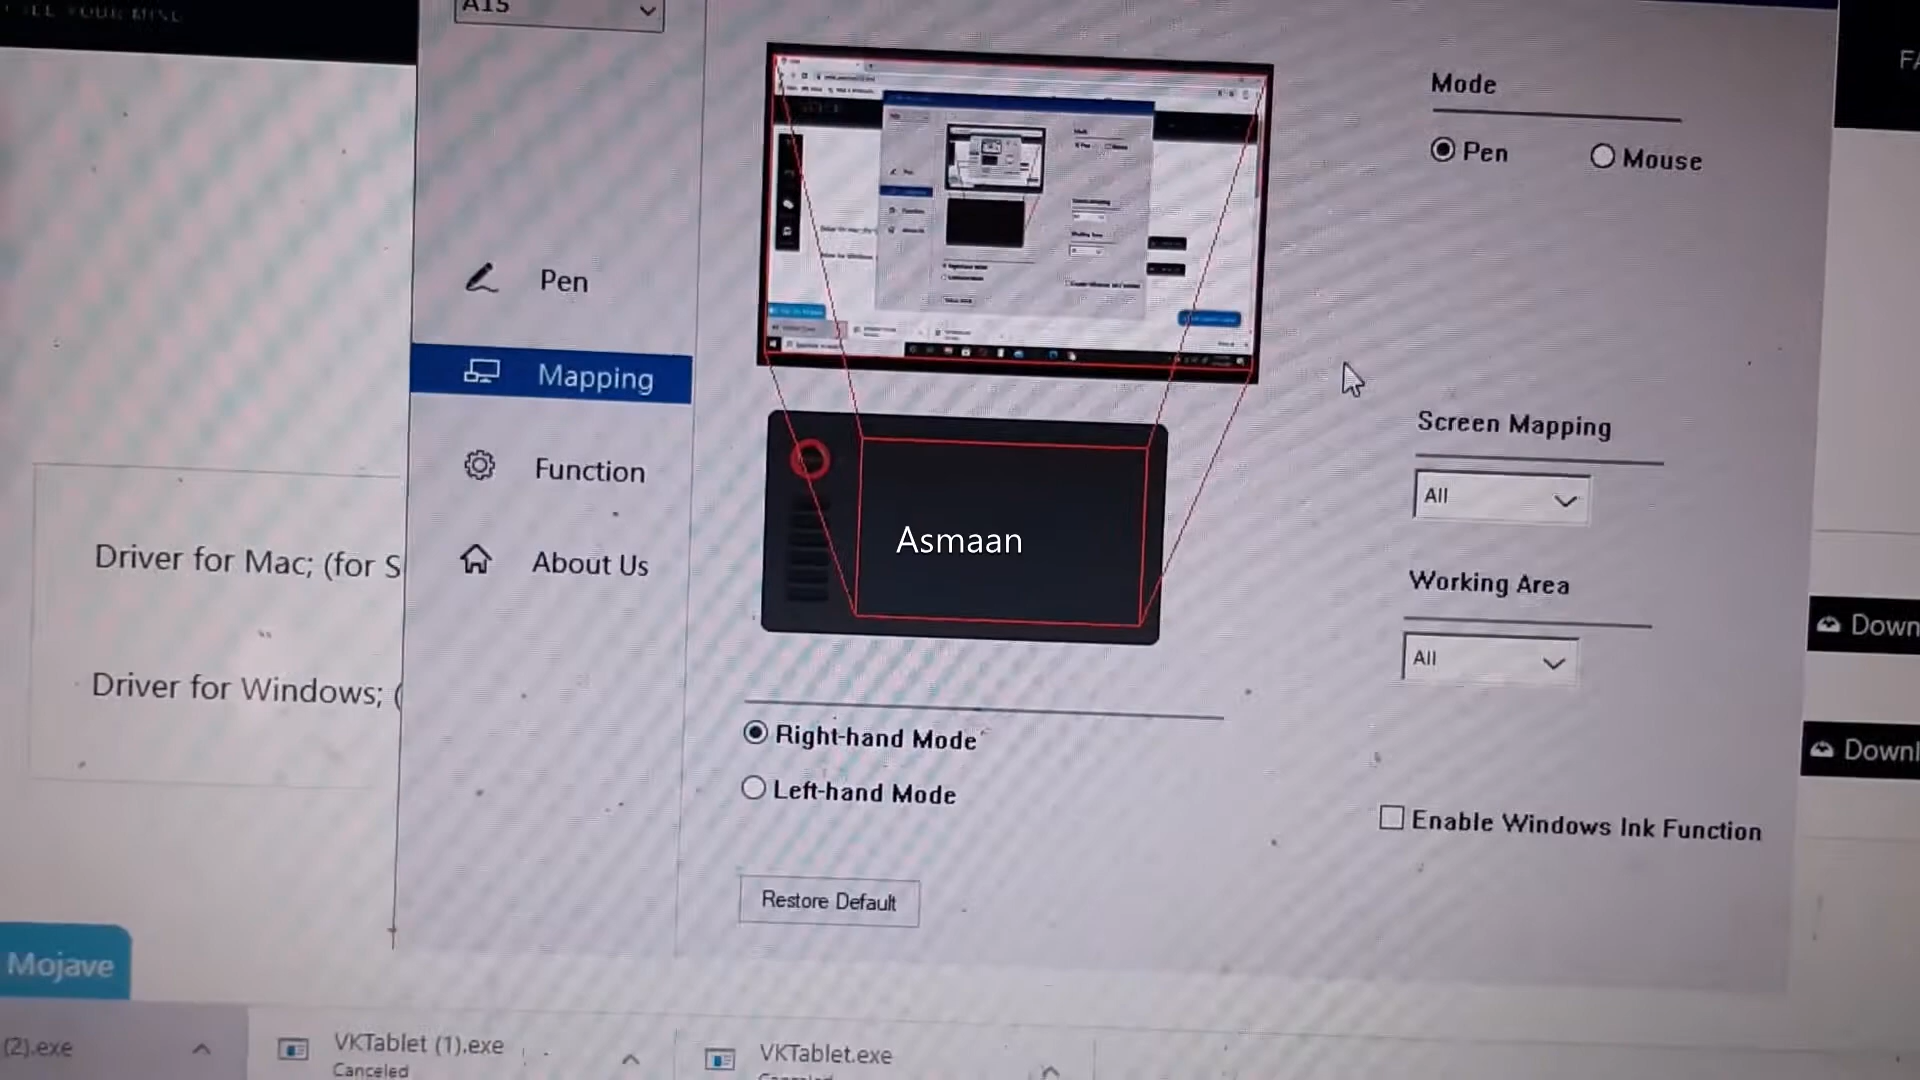 A15
Mode
Pen
Mouse
Pen
Mapping
Function
About Us
Screen Mapping
All
Working Area
All
Asmaan
Right-hand Mode
Left-hand Mode
Enable Windows Ink Function
Restore Default
Driver for Mac; (for S
Driver for Windows; (
Down
Downl
Mojave
(2).exe
VKTablet (1).exe
Canceled
VKTablet.exe